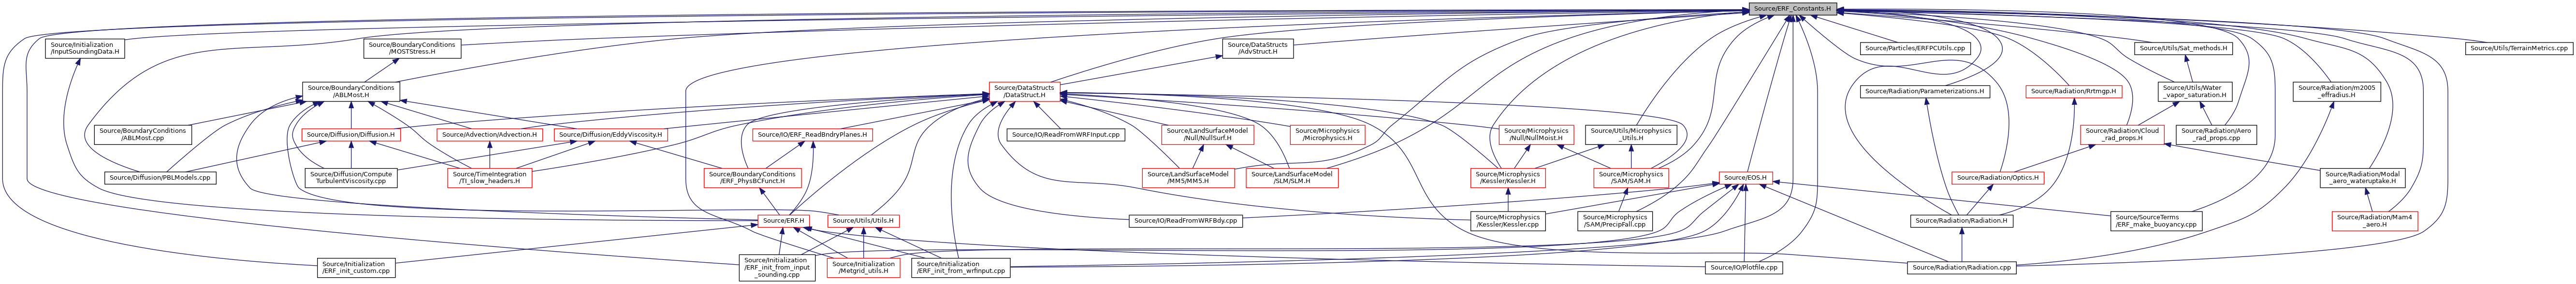 Source/ERF_Constants.H
Source/Initialization
/InputSoundingData.H
Source/BoundaryConditions
/MOSTStress.H
Source/DataStructs
/AdvStruct.H
Source/Particles/ERFPCUtils.cpp
Source/Utils/Sat_methods.H
Source/Utils/TerrainMetrics.cpp
Source/BoundaryConditions
/ABLMost.H
Source/DataStructs
/DataStruct.H
Source/Radiation/Parameterizations.H
Source/Radiation/Rrtmgp.H
Source/Utils/Water
_vapor_saturation.H
Source/Radiation/m2005
_effradius.H
Source/BoundaryConditions
/ABLMost.cpp
Source/Diffusion/Diffusion.H
Source/Advection/Advection.H
Source/Diffusion/EddyViscosity.H
Source/IO/ERF_ReadBndryPlanes.H
Source/IO/ReadFromWRFInput.cpp
Source/LandSurfaceModel
/Null/NullSurf.H
Source/Microphysics
/Microphysics.H
Source/Microphysics
/Null/NullMoist.H
Source/Utils/Microphysics
_Utils.H
Source/Radiation/Cloud
_rad_props.H
Source/Radiation/Aero
_rad_props.cpp
Source/Diffusion/PBLModels.cpp
Source/Diffusion/Compute
TurbulentViscosity.cpp
Source/TimeIntegration
/TI_slow_headers.H
Source/BoundaryConditions
/ERF_PhysBCFunct.H
Source/LandSurfaceModel
/MM5/MM5.H
Source/LandSurfaceModel
/SLM/SLM.H
Source/Microphysics
/Kessler/Kessler.H
Source/Microphysics
/SAM/SAM.H
Source/EOS.H
Source/Radiation/Optics.H
Source/Radiation/Modal
_aero_wateruptake.H
Source/ERF.H
Source/Utils/Utils.H
Source/IO/ReadFromWRFBdy.cpp
Source/Microphysics
/Kessler/Kessler.cpp
Source/Microphysics
/SAM/PrecipFall.cpp
Source/Radiation/Radiation.H
Source/SourceTerms
/ERF_make_buoyancy.cpp
Source/Radiation/Mam4
_aero.H
Source/Initialization
/ERF_init_custom.cpp
Source/Initialization
/ERF_init_from_input
_sounding.cpp
Source/Initialization
/Metgrid_utils.H
Source/Initialization
/ERF_init_from_wrfinput.cpp
Source/IO/Plotfile.cpp
Source/Radiation/Radiation.cpp